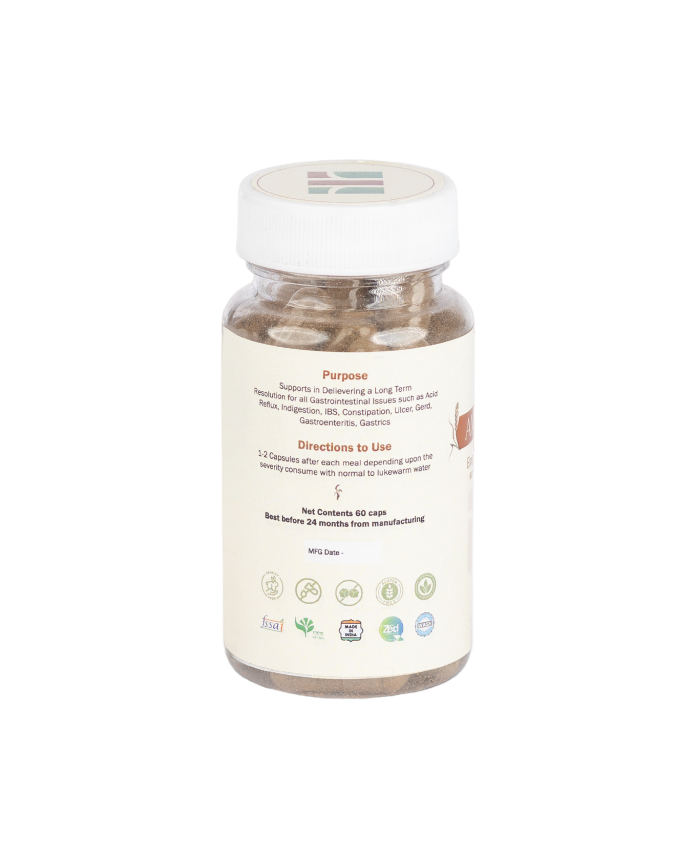 Purpose
Supports in Delievering a Long Term
Resolution for all Gastrointestinal Issues such as Acid
Reflux, Indigestion, IBS, Constipation, Ulcer, Gerd,
Gastroenteritis, Gastrics
Directions to Use
1-2 Capsules after each meal depending upon the
severity consume with normal to lukewarm water
Net Contents 60 caps
Best before 24 months from manufacturing
MFG Date -
fssai
MADE
IN
INDIA
ZED